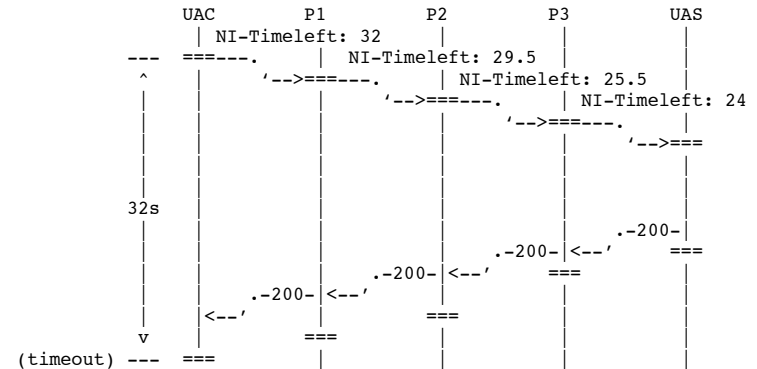 UAC P1 P2 P3 UAS
NI-Timeleft: 32
--- ===---. NI-Timeleft: 29.5
^ '-->===---. NI-Timeleft: 25.5
'-->===---. NI-Timeleft: 24
'-->===---.
'-->===
32s
.-200-
.-200-|<--' ===
.-200-|<--' ===
.-200-|<--'
|<--' ===
v ===
(timeout) --- ===